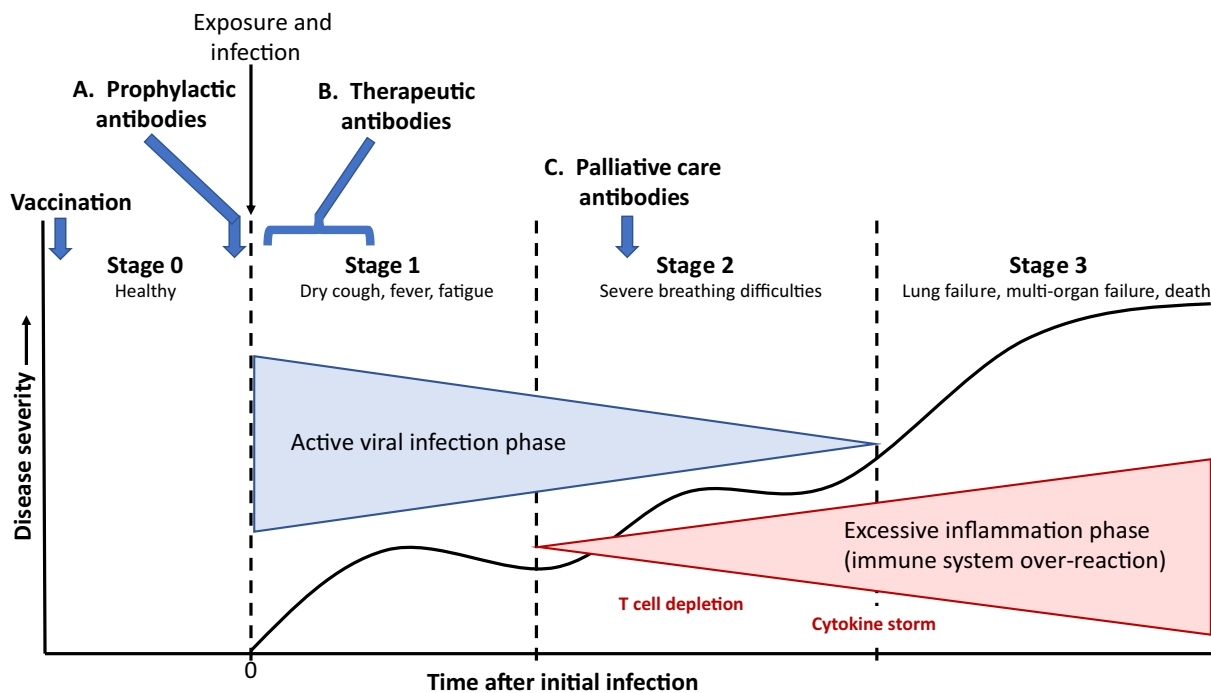 Exposure and
infection
A. Prophylactic
antibodies
B. Therapeutic
antibodies
C. Palliative care
antibodies
Vaccination
Stage 0
Healthy
Stage 1
Dry cough, fever, fatigue
Stage 2
Severe breathing difficulties
Stage 3
Lung failure, multi-organ failure, death
Disease severity
Active viral infection phase
Excessive inflammation phase
(immune system over-reaction)
T cell depletion
Cytokine storm
0
Time after initial infection